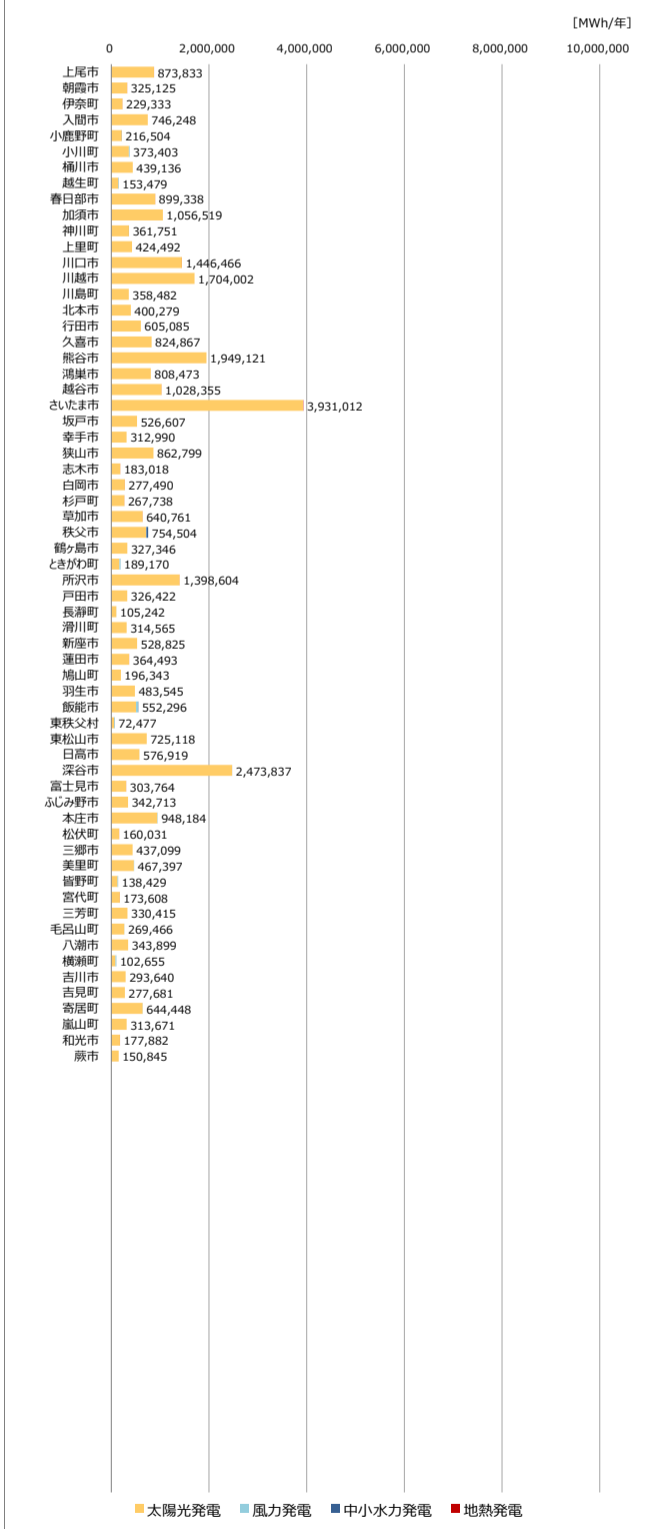 [MWh/年]
0 2,000,000 4,000,000 6,000,000 8,000,000 10,000,000
上尾市 873,833
朝霞市 325,125
伊奈町 229,333
入間市 746,248
小鹿野町 216,504
小川町 373,403
桶川市 439,136
越生町 153,479
春日部市 899,338
加須市 1,056,519
神川町 361,751
上里町 424,492
川口市 1,446,466
川越市 1,704,002
川島町 358,482
北本市 400,279
行田市 605,085
久喜市 824,867
熊谷市 1,949,121
鴻巣市 808,473
越谷市 1,028,355
さいたま市 3,931,012
坂戸市 526,607
幸手市 312,990
狭山市 862,799
志木市 183,018
白岡市 277,490
杉戸町 267,738
草加市 640,761
秩父市 754,504
鶴ヶ島市 327,346
ときがわ町 189,170
所沢市 1,398,604
戸田市 326,422
長瀞町 105,242
滑川町 314,565
新座市 528,825
蓮田市 364,493
鳩山町 196,343
羽生市 483,545
飯能市 552,296
東秩父村 72,477
東松山市 725,118
日高市 576,919
深谷市 2,473,837
富士見市 303,764
ふじみ野市 342,713
本庄市 948,184
松伏町 160,031
三郷市 437,099
美里町 467,397
皆野町 138,429
宮代町 173,608
三芳町 330,415
毛呂山町 269,466
八潮市 343,899
横瀬町 102,655
吉川市 293,640
吉見町 277,681
寄居町 644,448
嵐山町 313,671
和光市 177,882
蕨市 150,845
太陽光発電 風力発電 中小水力発電 地熱発電